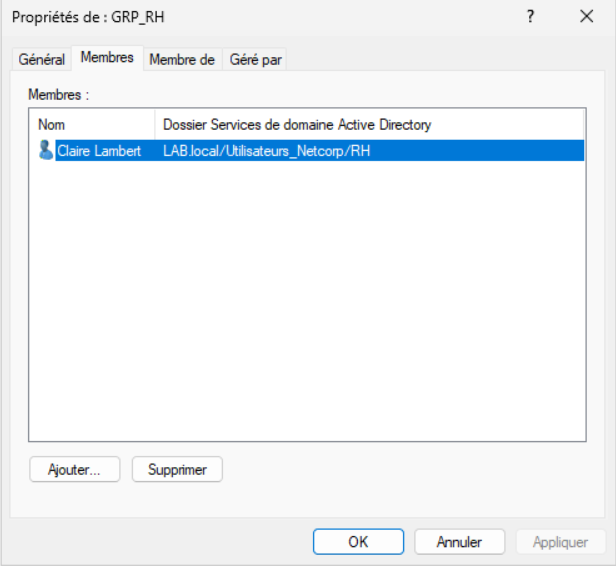 Propriétés de : GRP_RH ? ✕
Général Membres Membre de Géré par
Membres :
Nom Dossier Services de domaine Active Directory
Claire Lambert LAB.local/Utilisateurs_Netcorp/RH
Ajouter... Supprimer
OK Annuler Appliquer